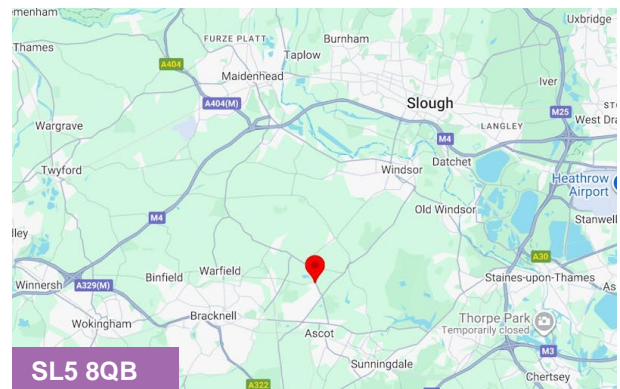 emenham
Thames
FURZE PLATT
Burnham
Taplow
Uxbridge
A404
Maidenhead
Iver
A404(M)
Slough
M25
Wargrave
LANGLEY
West Dra
M4
Datchet
Windsor
Twyford
Heathrow
Airport
Old Windsor
Stanwell
M4
A30
Binfield
Warfield
Staines-upon-Thames
Winnersh
A329(M)
Wokingham
Bracknell
Thorpe Park
Temporarily closed
Ascot
Sunningdale
M3
Chertsey
A322
SL5 8QB